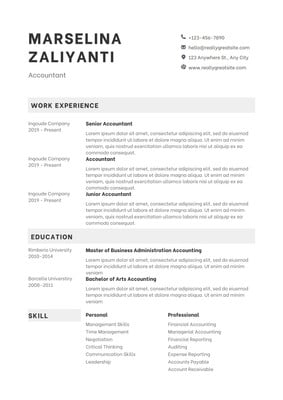 MARSELINA
ZALIYANTI
Accountant
+123-456-7890
hello@reallygreatsite.com
123 Anywhere St., Any City
www.reallygreatsite.com
WORK EXPERIENCE
Ingoude Company
2019 - Present
Senior Accountant
Lorem ipsum dolor sit amet, consectetur adipiscing elit, sed do eiusmod
tempor incididunt ut labore et dolore magna aliqua. Ut enim ad minim
veniam, quis nostrud exercitation ullamco laboris nisi ut aliquip ex ea
commodo consequat.
Ingoude Company
2019 - Present
Accountant
Lorem ipsum dolor sit amet, consectetur adipiscing elit, sed do eiusmod
tempor incididunt ut labore et dolore magna aliqua. Ut enim ad minim
veniam, quis nostrud exercitation ullamco laboris nisi ut aliquip ex ea
commodo consequat.
Ingoude Company
2019 - Present
Junior Accountant
Lorem ipsum dolor sit amet, consectetur adipiscing elit, sed do eiusmod
tempor incididunt ut labore et dolore magna aliqua. Ut enim ad minim
veniam, quis nostrud exercitation ullamco laboris nisi ut aliquip ex ea
commodo consequat.
EDUCATION
Rimberio University
2010-2014
Master of Business Administration Accounting
Lorem ipsum dolor sit amet, consectetur adipiscing elit, sed do eiusmod
tempor incididunt ut labore et dolore magna aliqua. Ut enim ad minim
veniam
Borcella University
2008-2011
Bachelor of Arts Accounting
Lorem ipsum dolor sit amet, consectetur adipiscing elit, sed do eiusmod
tempor incididunt ut labore et dolore magna aliqua. Ut enim ad minim
veniam
SKILL
Personal
Management Skills
Time Management
Negotiation
Critical Thinking
Communication Skills
Leadership
Professional
Financial Accounting
Managerial Accounting
Financial Reporting
Auditing
Expense Reporting
Accounts Payable
Account Receivable